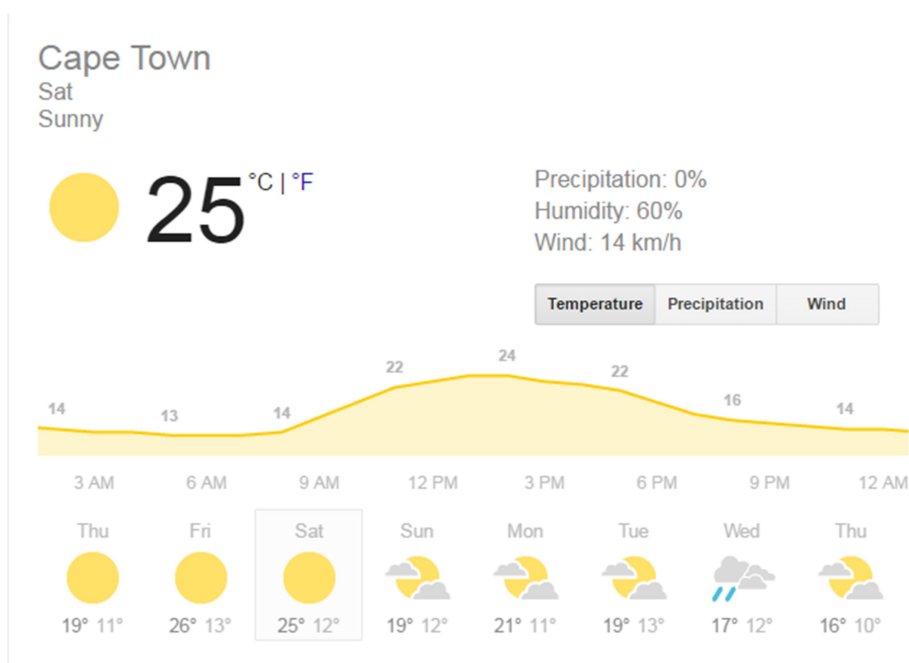 Cape Town
Sat
Sunny
25 °C | °F
Precipitation: 0%
Humidity: 60%
Wind: 14 km/h
Temperature Precipitation Wind
14 13 14 22 24 22 16 14
3 AM 6 AM 9 AM 12 PM 3 PM 6 PM 9 PM 12 AM
Thu Fri Sat Sun Mon Tue Wed Thu
19° 11° 26° 13° 25° 12° 19° 12° 21° 11° 19° 13° 17° 12° 16° 10°